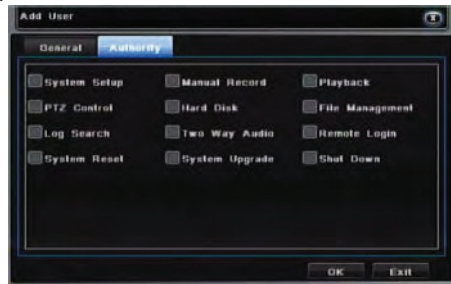 Add User
General Authority
System Setup Manual Record Playback
PTZ Control Hard Disk File Management
Log Search Two Way Audio Remote Login
System Reset System Upgrade Shut Down
OK Exit